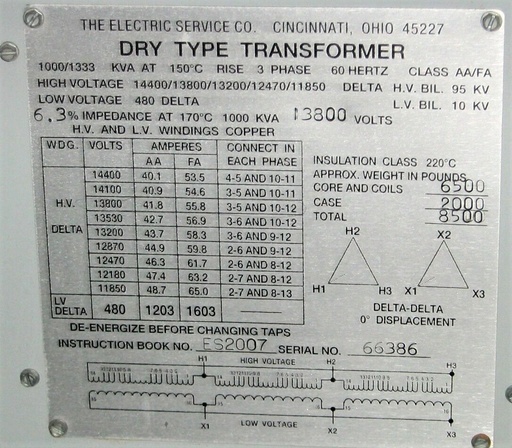 THE ELECTRIC SERVICE CO. CINCINNATI, OHIO 45227
DRY TYPE TRANSFORMER
1000/1333 KVA AT 150°C RISE 3 PHASE 60 HERTZ CLASS AA/FA
HIGH VOLTAGE 14400/13800/13200/12470/11850 DELTA H.V. BIL. 95 KV
LOW VOLTAGE 480 DELTA L.V. BIL. 10 KV
6.3% IMPEDANCE AT 170°C 1000 KVA 13800 VOLTS
H.V. AND L.V. WINDINGS COPPER
WDG. VOLTS AMPERES CONNECT IN
AA FA EACH PHASE
14400 40.1 53.5 4-5 AND 10-11
14100 40.9 54.6 3-5 AND 10-11
H.V. 13800 41.8 55.8 3-5 AND 10-12
13530 42.7 56.9 3-6 AND 10-12
DELTA 13200 43.7 58.3 3-6 AND 9-12
12870 44.9 59.8 2-6 AND 9-12
12470 46.3 61.7 2-6 AND 8-12
12180 47.4 63.2 2-7 AND 8-12
11850 48.7 65.0 2-7 AND 8-13
LV
DELTA 480 1203 1603
INSULATION CLASS 220°C
APPROX. WEIGHT IN POUNDS
CORE AND COILS 6500
CASE 2000
TOTAL 8500
H2 X2
H1 H3 X1 X3
DELTA-DELTA
0° DISPLACEMENT
DE-ENERGIZE BEFORE CHANGING TAPS
INSTRUCTION BOOK NO. ES2007 SERIAL NO. 66386
H1 HIGH VOLTAGE H2 H3
X1 LOW VOLTAGE X2 X3